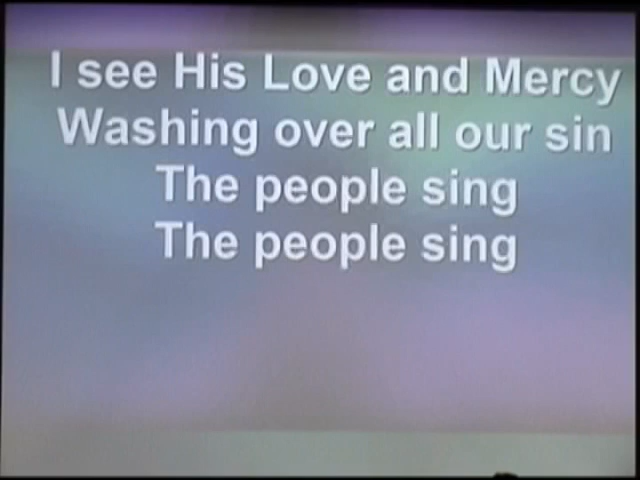 I see His Love and Mercy
Washing over all our sin
The people sing
The people sing